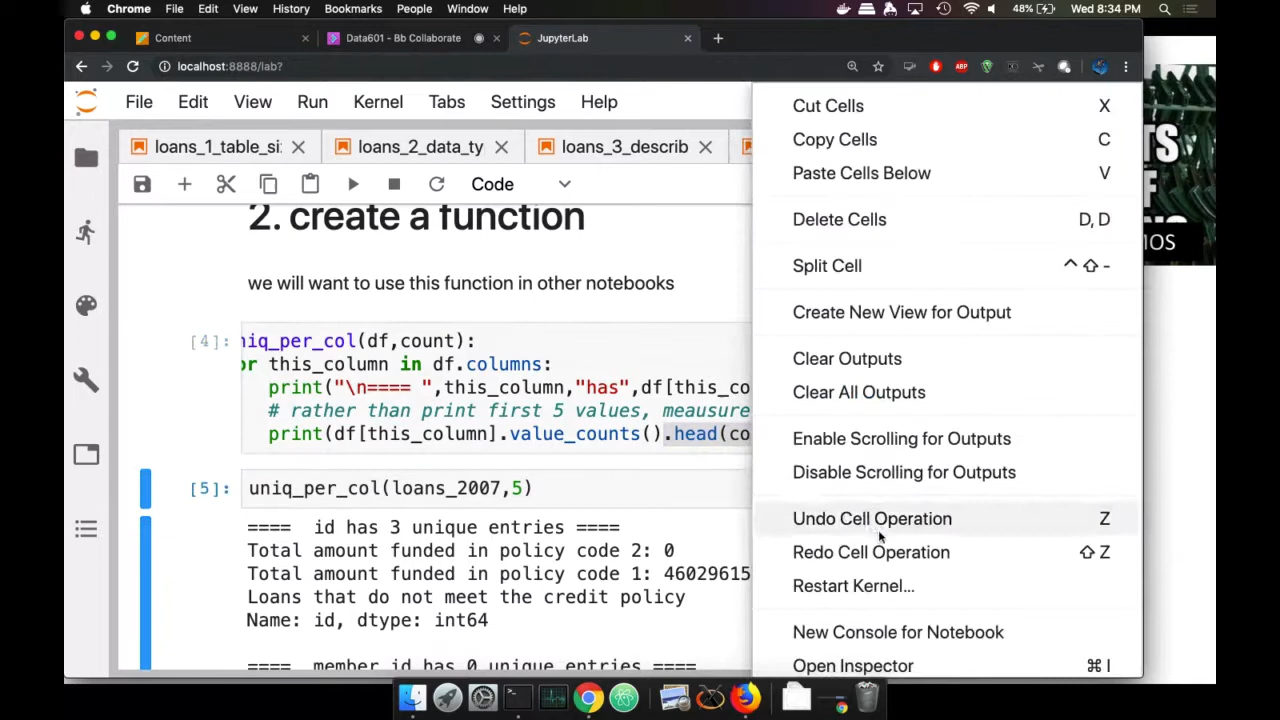 Chrome File Edit View History Bookmarks People Window Help 48% Wed 8:34 PM
Content Data601 - Bb Collaborate JupyterLab
localhost:8888/lab? ABP
File Edit View Run Kernel Tabs Settings Help
loans_1_table_si: loans_2_data_ty loans_3_describ
Code
2. create a function
we will want to use this function in other notebooks
[4]: niq_per_col(df,count):
or this_column in df.columns:
print("\n==== ",this_column,"has",df[this_co
# rather than print first 5 values, meausure
print(df[this_column].value_counts().head(co
[5]: uniq_per_col(loans_2007,5)
==== id has 3 unique entries ====
Total amount funded in policy code 2: 0
Total amount funded in policy code 1: 46029615
Loans that do not meet the credit policy
Name: id, dtype: int64
==== member id has 0 unique entries ====
Cut Cells X
Copy Cells C
Paste Cells Below V
Delete Cells D, D
Split Cell ^⇧-
Create New View for Output
Clear Outputs
Clear All Outputs
Enable Scrolling for Outputs
Disable Scrolling for Outputs
Undo Cell Operation Z
Redo Cell Operation ⇧ Z
Restart Kernel…
New Console for Notebook
Open Inspector ⌘ I